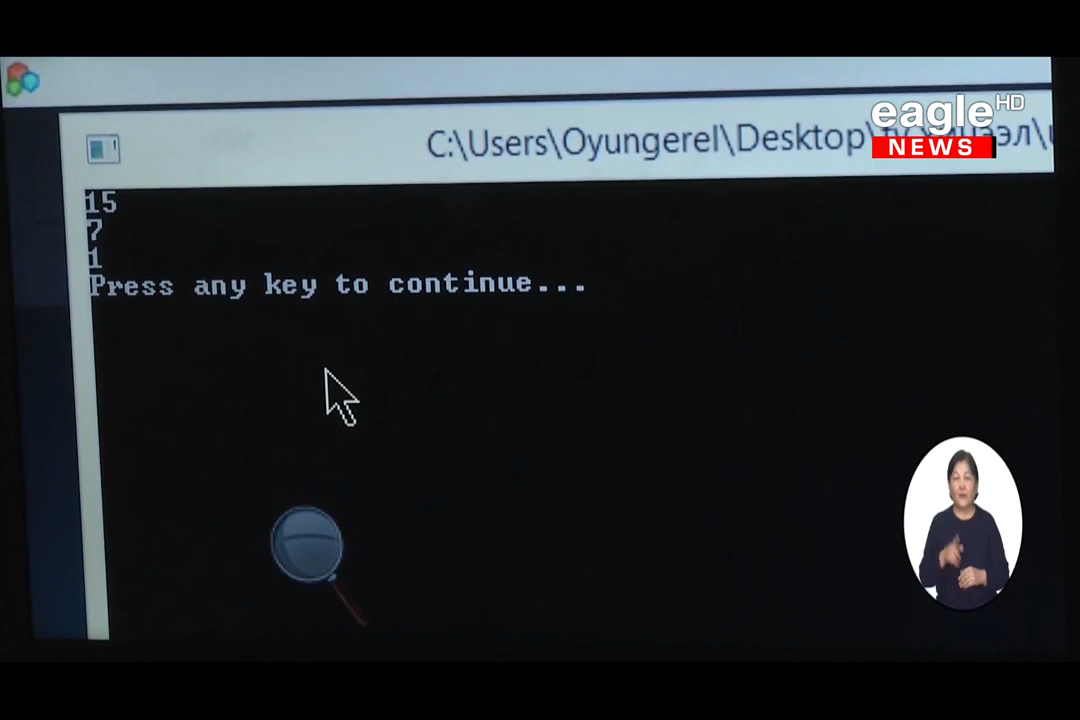 eagle HD
NEWS
C:\Users\Oyungerel\Desktop\
15
7
1
Press any key to continue...